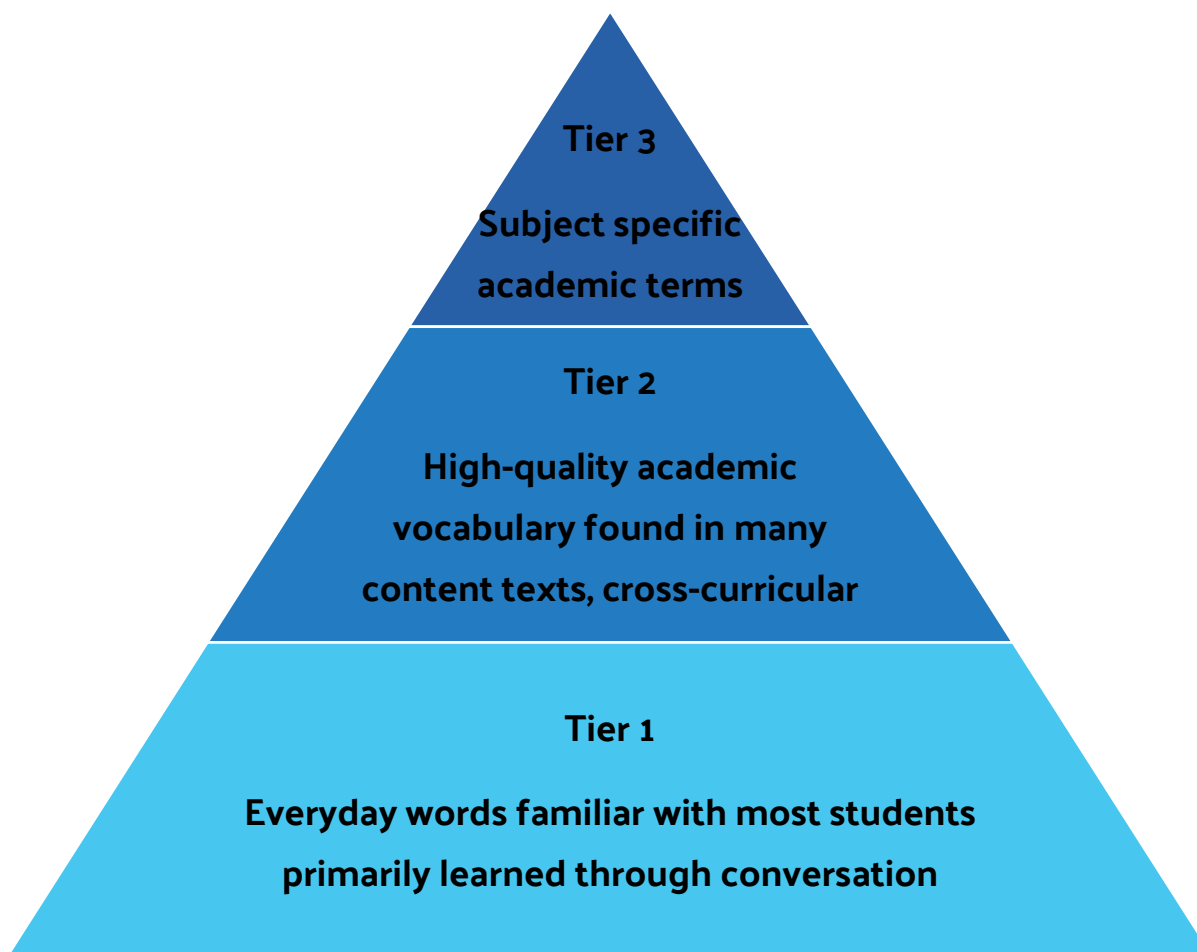 Tier 3
Subject specific
academic terms
Tier 2
High-quality academic
vocabulary found in many
content texts, cross-curricular
Tier 1
Everyday words familiar with most students
primarily learned through conversation